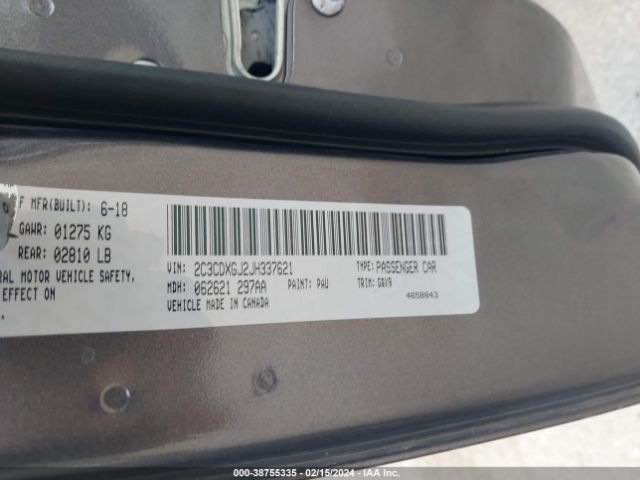 F MFR(BUILT): 6-18
GAWR: 01275 KG
REAR: 02810 LB
RAL MOTOR VEHICLE SAFETY,
EFFECT ON
VIN: 2C3CDXGJ2JH337621
TYPE: PASSENGER CAR
MDH: 062621 297AA
PAINT: PAU
TRIM: GRX9
VEHICLE MADE IN CANADA
4658843
000-38755335 - 02/15/2024 - IAA Inc.